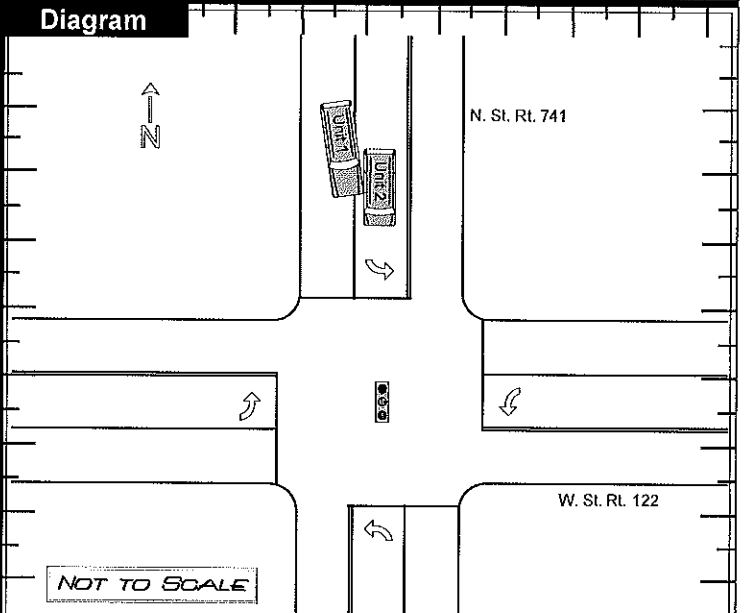 Diagram
N
N. St. Rt. 741
Unit 1
Unit 2
W. St. Rt. 122
NOT TO SCALE